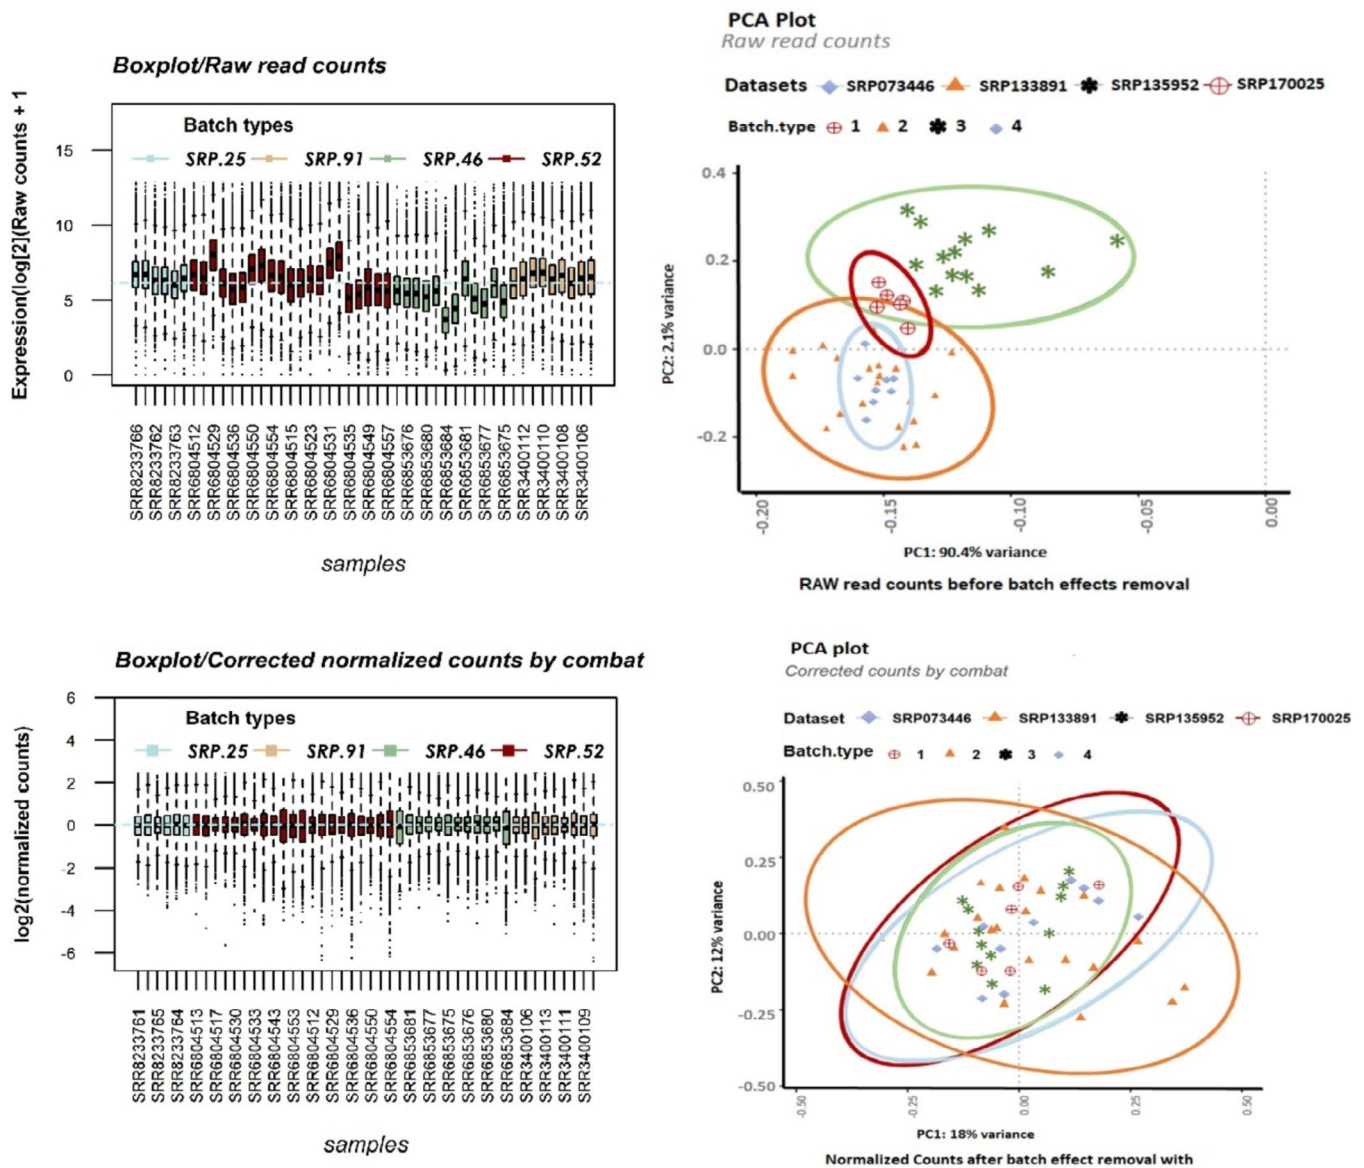 Boxplot/Raw read counts
Expression(log[2](Raw counts + 1
Batch types
SRP.25 SRP.91 SRP.46 SRP.52
15
10
5
0
SRR8233766
SRR8233762
SRR8233763
SRR6804512
SRR6804529
SRR6804536
SRR6804550
SRR6804554
SRR6804515
SRR6804523
SRR6804531
SRR6804535
SRR6804549
SRR6804557
SRR6853676
SRR6853680
SRR6853684
SRR6853681
SRR6853677
SRR6853675
SRR3400112
SRR3400110
SRR3400108
SRR3400106
samples
PCA Plot
Raw read counts
Datasets SRP073446 SRP133891 SRP135952 SRP170025
Batch.type 1 2 3 4
PC2: 2.1% variance
0.4
0.2
0.0
-0.2
-0.20 -0.15 -0.10 -0.05 0.00
PC1: 90.4% variance
RAW read counts before batch effects removal
Boxplot/Corrected normalized counts by combat
log2(normalized counts)
Batch types
SRP.25 SRP.91 SRP.46 SRP.52
6
4
2
0
-2
-4
-6
SRR8233761
SRR8233765
SRR8233764
SRR6804513
SRR6804517
SRR6804530
SRR6804533
SRR6804543
SRR6804553
SRR6804512
SRR6804529
SRR6804536
SRR6804550
SRR6804554
SRR6853681
SRR6853677
SRR6853675
SRR6853676
SRR6853680
SRR6853684
SRR3400106
SRR3400113
SRR3400111
SRR3400109
samples
PCA plot
Corrected counts by combat
Dataset SRP073446 SRP133891 SRP135952 SRP170025
Batch.type 1 2 3 4
PC2: 12% variance
0.50
0.25
0.00
-0.25
-0.50
-0.50 -0.25 0.00 0.25 0.50
PC1: 18% variance
Normalized Counts after batch effect removal with